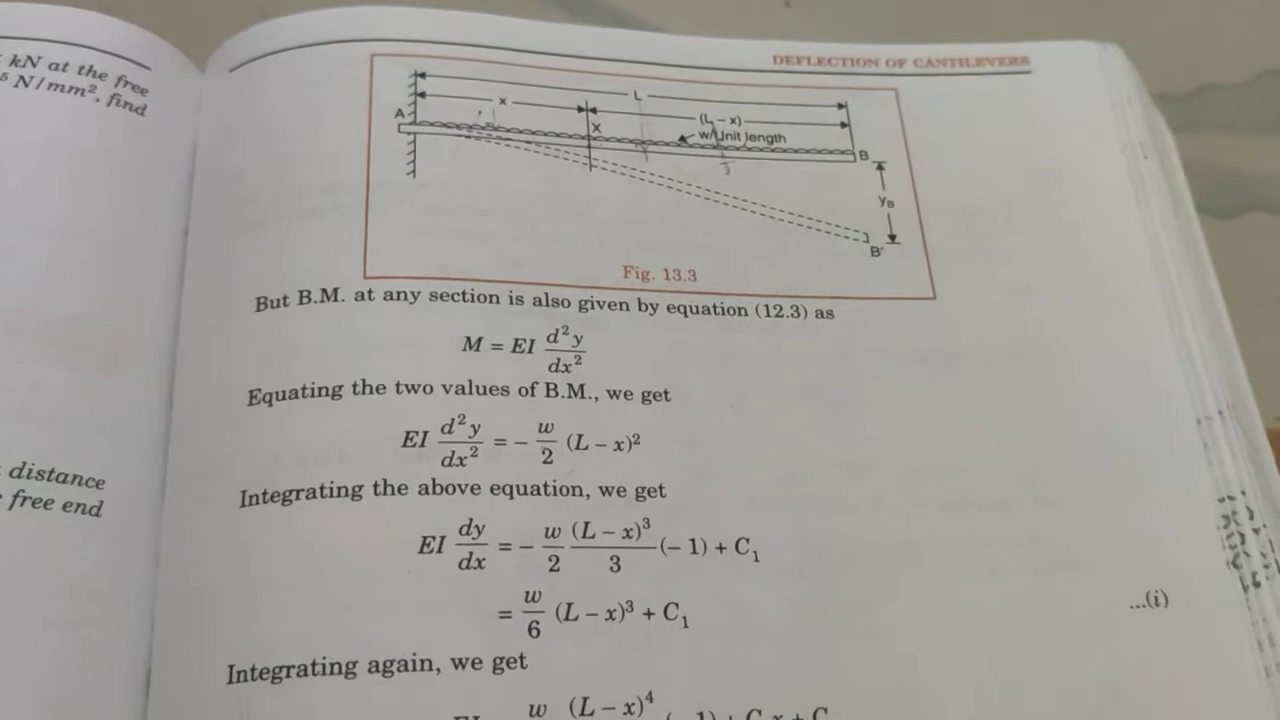 kN at the free
N/mm², find
distance
free end
DEFLECTION OF CANTILEVERS
L
x
(L – x)
A
X
w/Unit length
B
y_B
B'
Fig. 13.3
But B.M. at any section is also given by equation (12.3) as
M = EI d²y/dx²
Equating the two values of B.M., we get
EI d²y/dx² = – w/2 (L – x)²
Integrating the above equation, we get
EI dy/dx = – w/2 (L – x)³/3 (– 1) + C₁
= w/6 (L – x)³ + C₁ ...(i)
Integrating again, we get
w (L – x)⁴